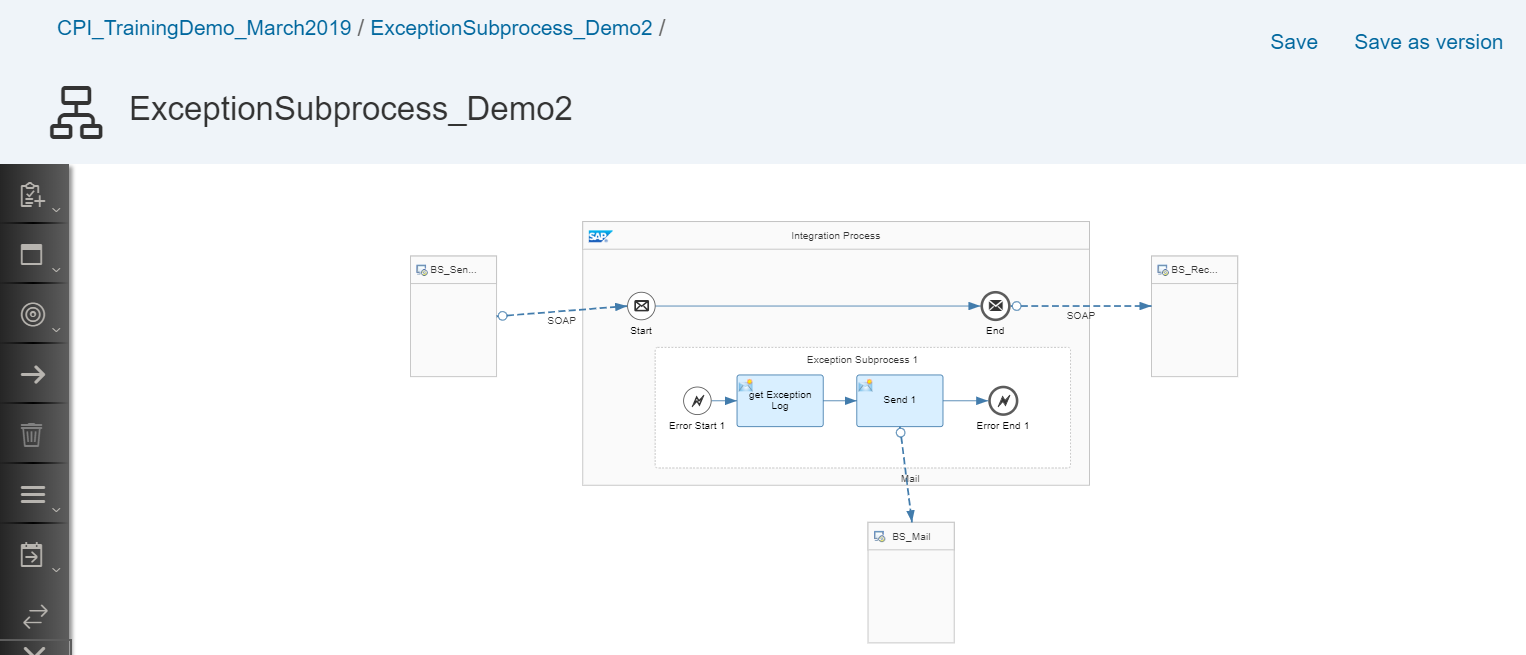 CPI_TrainingDemo_March2019 / ExceptionSubprocess_Demo2 /
Save
Save as version
ExceptionSubprocess_Demo2
SAP
Integration Process
BS_Sen...
BS_Rec...
SOAP
Start
End
SOAP
Exception Subprocess 1
get Exception
Log
Send 1
Error Start 1
Error End 1
Mail
BS_Mail